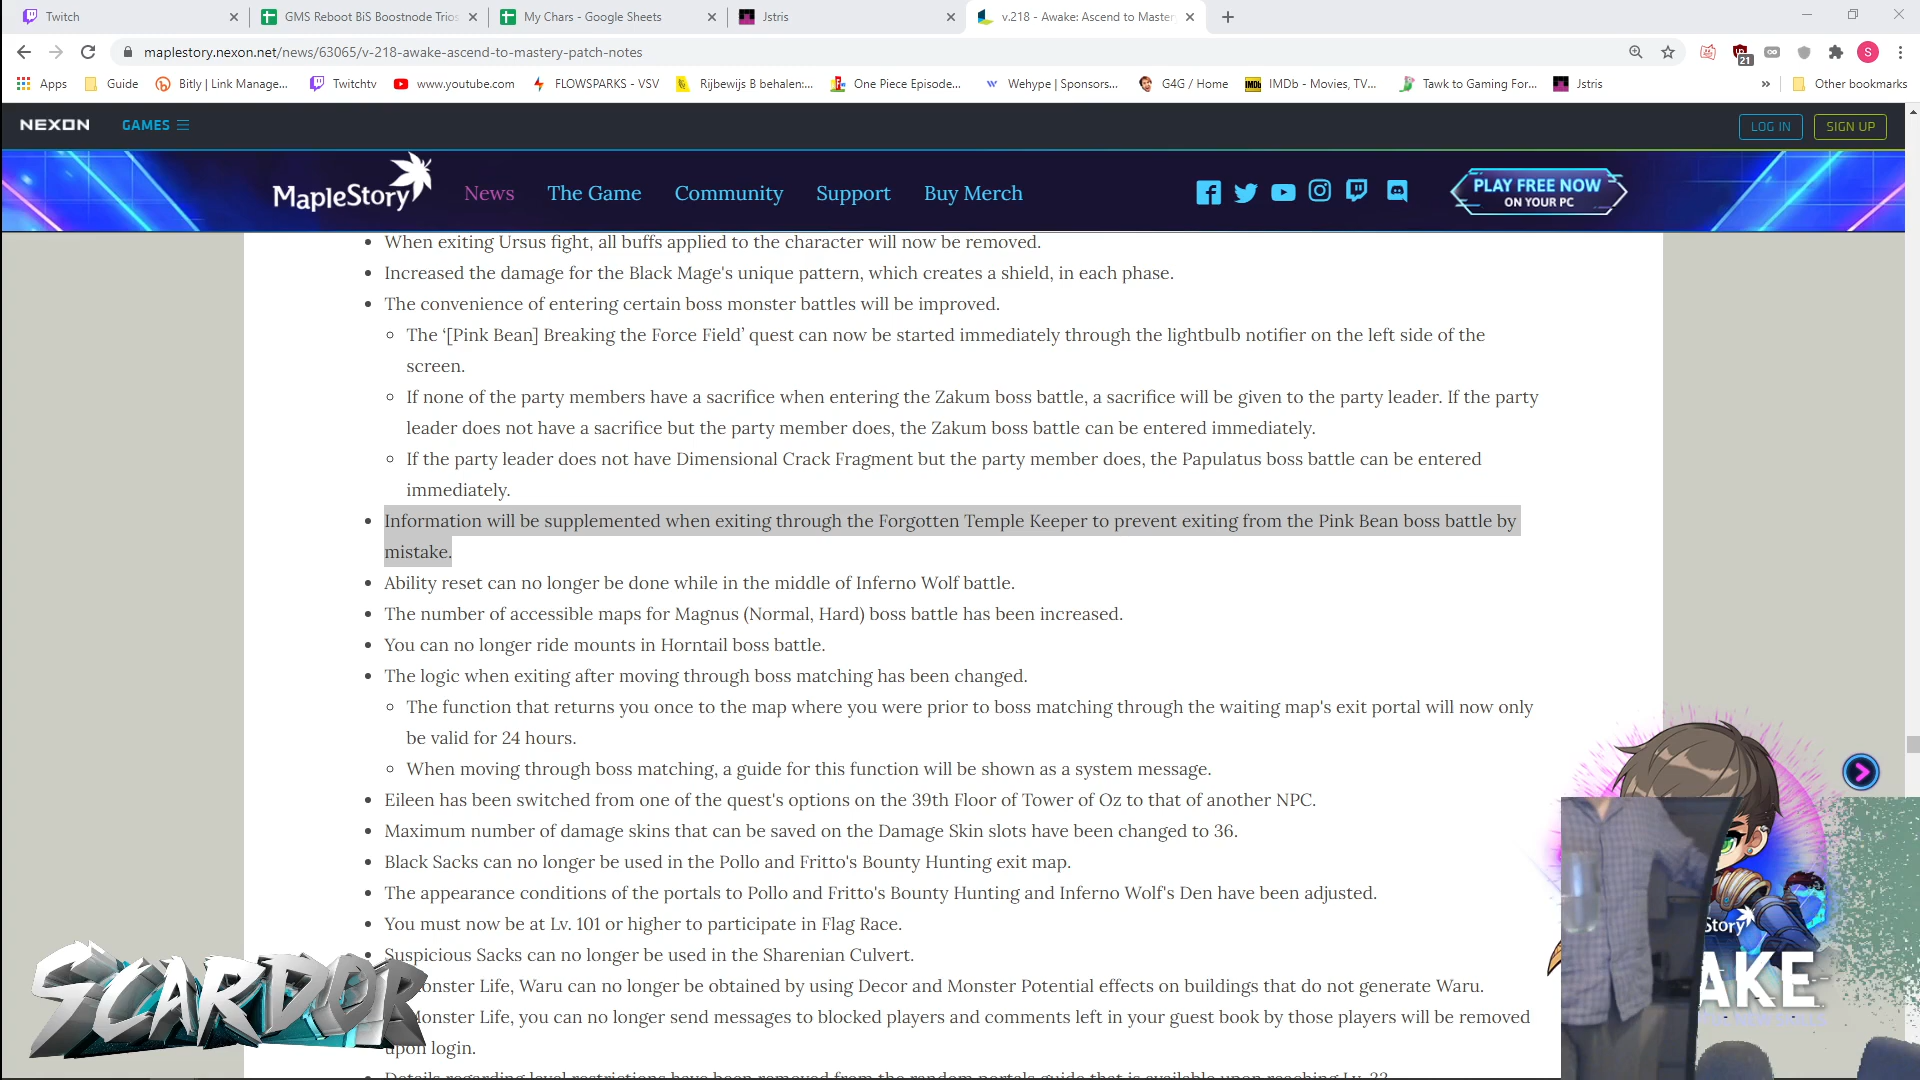 Twitch
GMS Reboot BiS Boostnode Trios
My Chars - Google Sheets
Jstris
v.218 - Awake: Ascend to Master
maplestory.nexon.net/news/63065/v-218-awake-ascend-to-mastery-patch-notes
21
S
Apps
Guide
Bitly | Link Manage...
Twitchtv
www.youtube.com
FLOWSPARKS - VSV
Rijbewijs B behalen:...
One Piece Episode...
Wehype | Sponsors...
G4G / Home
IMDb - Movies, TV...
Tawk to Gaming For...
Jstris
»
Other bookmarks
NEXON
GAMES
LOG IN
SIGN UP
MapleStory
News
The Game
Community
Support
Buy Merch
PLAY FREE NOW
ON YOUR PC
When exiting Ursus fight, all buffs applied to the character will now be removed.
Increased the damage for the Black Mage's unique pattern, which creates a shield, in each phase.
The convenience of entering certain boss monster battles will be improved.
The ‘[Pink Bean] Breaking the Force Field’ quest can now be started immediately through the lightbulb notifier on the left side of the
screen.
If none of the party members have a sacrifice when entering the Zakum boss battle, a sacrifice will be given to the party leader. If the party
leader does not have a sacrifice but the party member does, the Zakum boss battle can be entered immediately.
If the party leader does not have Dimensional Crack Fragment but the party member does, the Papulatus boss battle can be entered
immediately.
Information will be supplemented when exiting through the Forgotten Temple Keeper to prevent exiting from the Pink Bean boss battle by
mistake.
Ability reset can no longer be done while in the middle of Inferno Wolf battle.
The number of accessible maps for Magnus (Normal, Hard) boss battle has been increased.
You can no longer ride mounts in Horntail boss battle.
The logic when exiting after moving through boss matching has been changed.
The function that returns you once to the map where you were prior to boss matching through the waiting map's exit portal will now only
be valid for 24 hours.
When moving through boss matching, a guide for this function will be shown as a system message.
Eileen has been switched from one of the quest's options on the 39th Floor of Tower of Oz to that of another NPC.
Maximum number of damage skins that can be saved on the Damage Skin slots have been changed to 36.
Black Sacks can no longer be used in the Pollo and Fritto's Bounty Hunting exit map.
The appearance conditions of the portals to Pollo and Fritto's Bounty Hunting and Inferno Wolf's Den have been adjusted.
You must now be at Lv. 101 or higher to participate in Flag Race.
Suspicious Sacks can no longer be used in the Sharenian Culvert.
onster Life, Waru can no longer be obtained by using Decor and Monster Potential effects on buildings that do not generate Waru.
Monster Life, you can no longer send messages to blocked players and comments left in your guest book by those players will be removed
upon login.
Details regarding level restrictions have been removed from the random portals guide that is available upon reaching Lv. 33
SCARDOR
Story
AKE